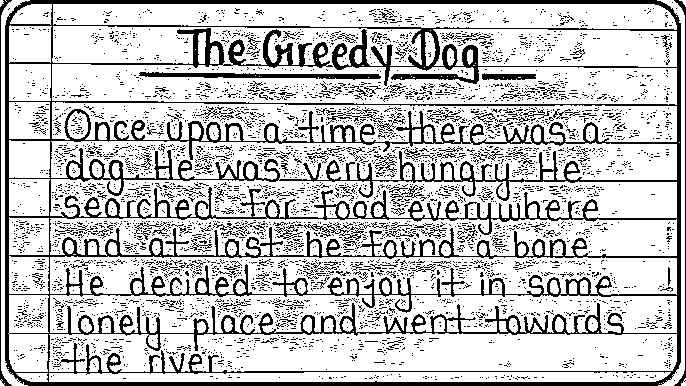 The Greedy Dog
Once upon a time, there was a
dog. He was very hungry. He
searched for food everywhere
and at last he found a bone.
He decided to enjoy it in some
lonely place and went towards
the river.